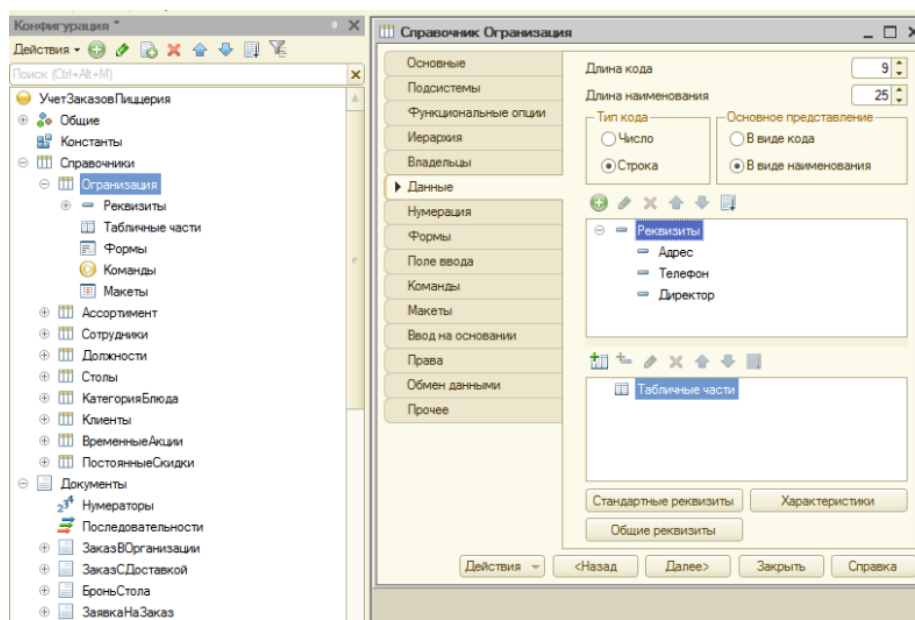 Конфигурация *
Действия
Поиск (Ctrl+Alt+M)
УчетЗаказовПиццерия
Общие
Константы
Справочники
Огранизация
Реквизиты
Табличные части
Формы
Команды
Макеты
Ассортимент
Сотрудники
Должности
Столы
КатегорияБлюда
Клиенты
ВременныеАкции
ПостоянныеСкидки
Документы
Нумераторы
Последовательности
ЗаказВОрганизации
ЗаказСДоставкой
БроньСтола
ЗаявкаНаЗаказ
Справочник Огранизация
Основные
Подсистемы
Функциональные опции
Иерархия
Владельцы
Данные
Нумерация
Формы
Поле ввода
Команды
Макеты
Ввод на основании
Права
Обмен данными
Прочее
Длина кода 9
Длина наименования 25
Тип кода
Число
Строка
Основное представление
В виде кода
В виде наименования
Реквизиты
Адрес
Телефон
Директор
Табличные части
Стандартные реквизиты Характеристики
Общие реквизиты
Действия <Назад Далее> Закрыть Справка